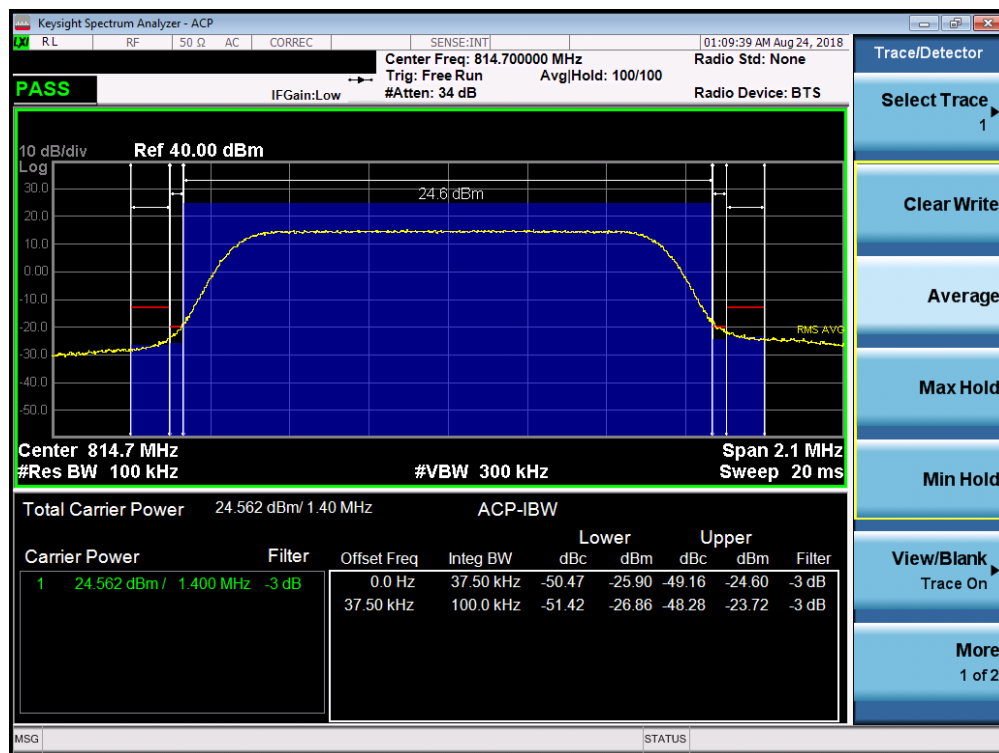 Keysight Spectrum Analyzer - ACP
LXI RL RF 50 Ω AC CORREC SENSE:INT 01:09:39 AM Aug 24, 2018
Center Freq: 814.700000 MHz Radio Std: None
Trig: Free Run Avg|Hold: 100/100
PASS IFGain:Low #Atten: 34 dB Radio Device: BTS
10 dB/div Ref 40.00 dBm
Log
30.0
24.6 dBm
20.0
10.0
0.00
-10.0
-20.0
RMS AVG
-30.0
-40.0
-50.0
Center 814.7 MHz Span 2.1 MHz
#Res BW 100 kHz #VBW 300 kHz Sweep 20 ms
Total Carrier Power 24.562 dBm/ 1.40 MHz ACP-IBW
Lower Upper
Carrier Power Filter Offset Freq Integ BW dBc dBm dBc dBm Filter
1 24.562 dBm / 1.400 MHz -3 dB 0.0 Hz 37.50 kHz -50.47 -25.90 -49.16 -24.60 -3 dB
37.50 kHz 100.0 kHz -51.42 -26.86 -48.28 -23.72 -3 dB
MSG STATUS
Trace/Detector
Select Trace
1
Clear Write
Average
Max Hold
Min Hold
View/Blank
Trace On
More
1 of 2